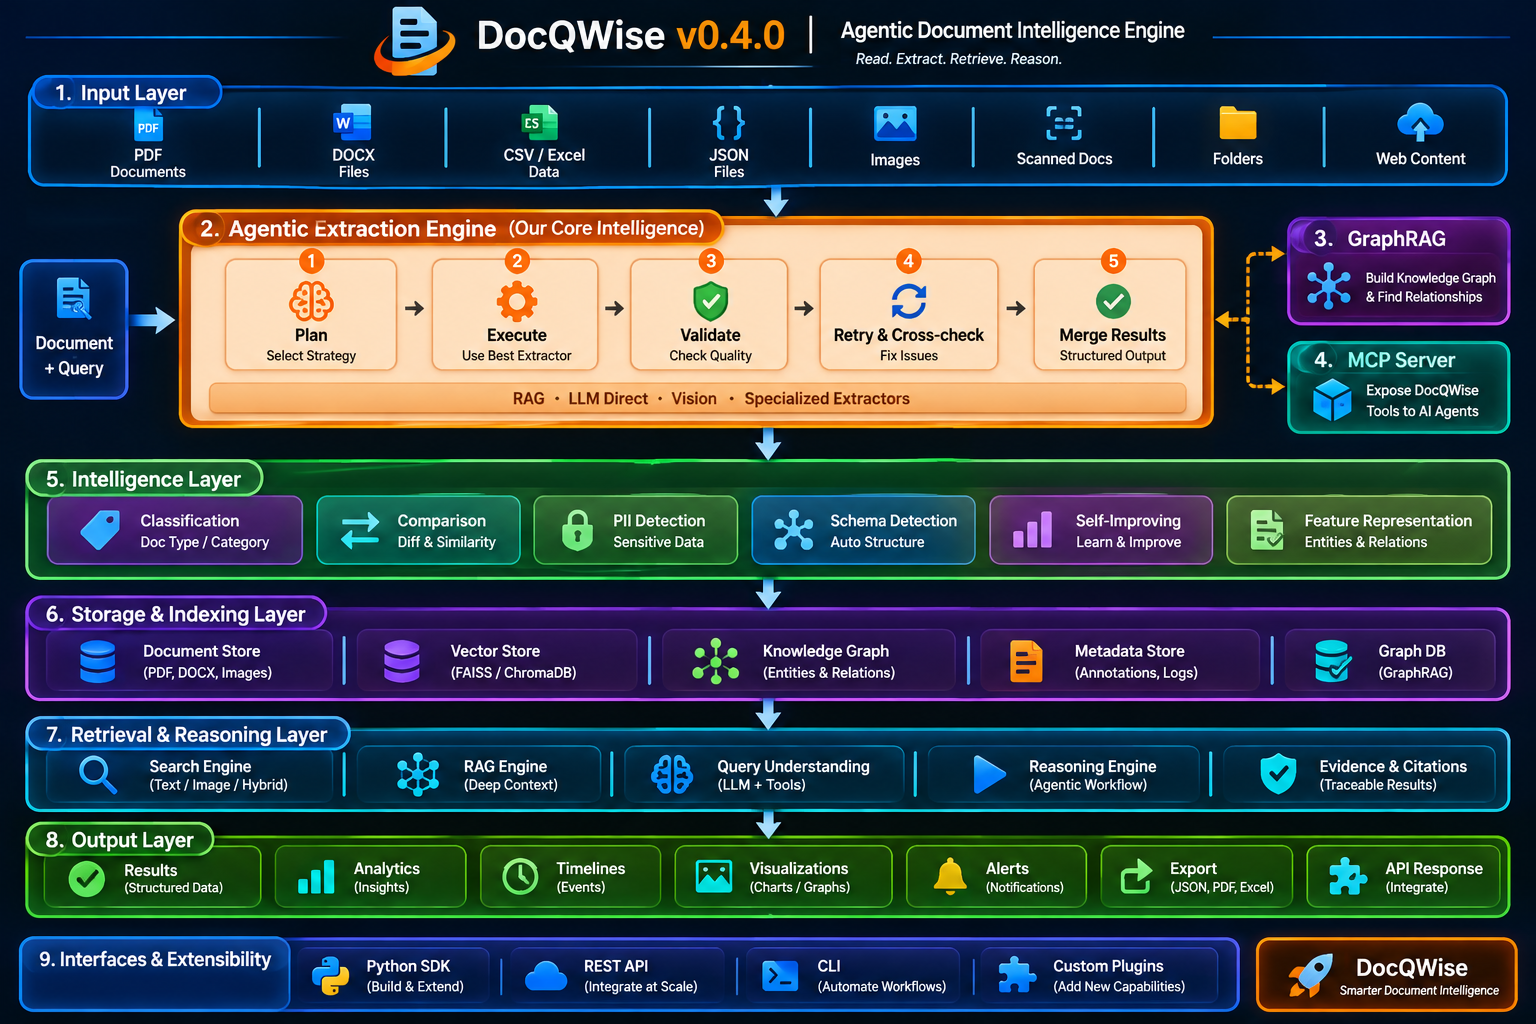 DocQWise v0.4.0
Agentic Document Intelligence Engine
Read. Extract. Retrieve. Reason.
1. Input Layer
PDF
PDF
Documents
W
DOCX
Files
ES
CSV / Excel
Data
{ }
JSON
Files
Images
Scanned Docs
Folders
Web Content
Document
+ Query
2. Agentic Extraction Engine (Our Core Intelligence)
1
Plan
Select Strategy
2
Execute
Use Best Extractor
3
Validate
Check Quality
4
Retry & Cross-check
Fix Issues
5
Merge Results
Structured Output
RAG • LLM Direct • Vision • Specialized Extractors
3. GraphRAG
Build Knowledge Graph
& Find Relationships
4. MCP Server
Expose DocQWise
Tools to AI Agents
5. Intelligence Layer
Classification
Doc Type / Category
Comparison
Diff & Similarity
PII Detection
Sensitive Data
Schema Detection
Auto Structure
Self-Improving
Learn & Improve
Feature Representation
Entities & Relations
6. Storage & Indexing Layer
Document Store
(PDF, DOCX, Images)
Vector Store
(FAISS / ChromaDB)
Knowledge Graph
(Entities & Relations)
Metadata Store
(Annotations, Logs)
Graph DB
(GraphRAG)
7. Retrieval & Reasoning Layer
Search Engine
(Text / Image / Hybrid)
RAG Engine
(Deep Context)
Query Understanding
(LLM + Tools)
Reasoning Engine
(Agentic Workflow)
Evidence & Citations
(Traceable Results)
8. Output Layer
Results
(Structured Data)
Analytics
(Insights)
Timelines
(Events)
Visualizations
(Charts / Graphs)
Alerts
(Notifications)
Export
(JSON, PDF, Excel)
API Response
(Integrate)
9. Interfaces & Extensibility
Python SDK
(Build & Extend)
REST API
(Integrate at Scale)
CLI
(Automate Workflows)
Custom Plugins
(Add New Capabilities)
DocQWise
Smarter Document Intelligence